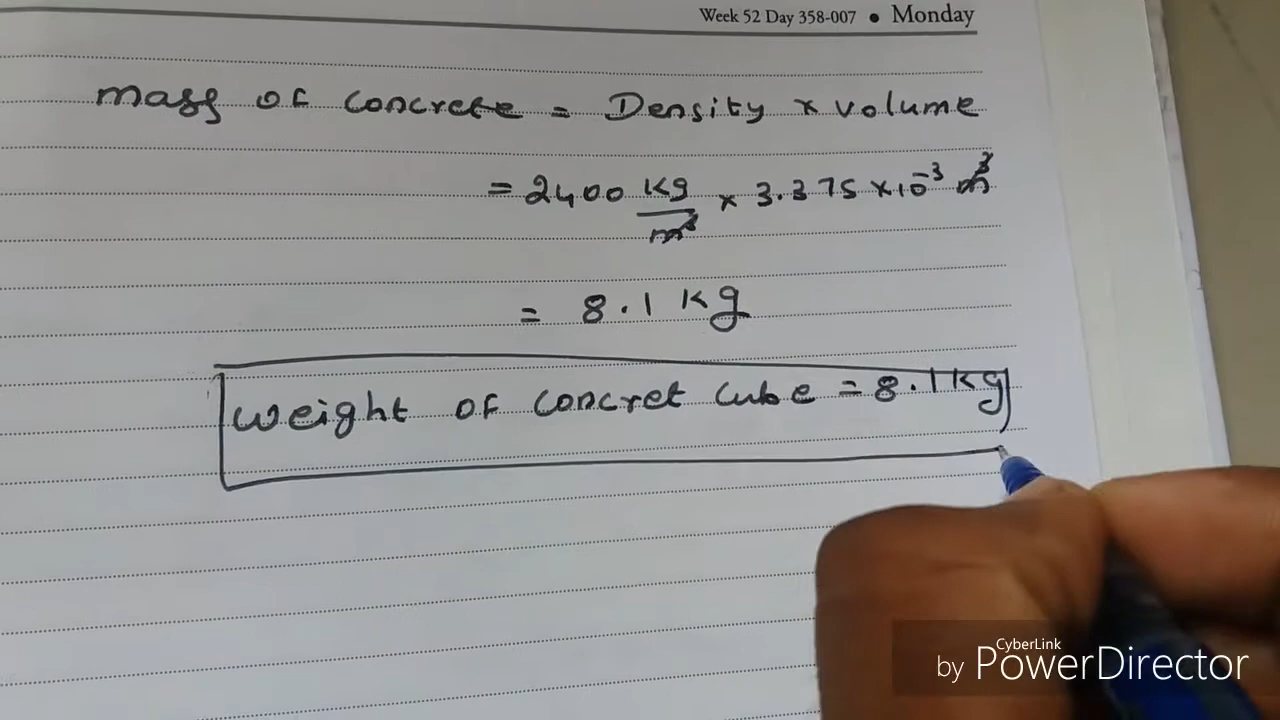 Week 52 Day 358-007 • Monday
Mass of concrete = Density x volume
= 2400 kg/m³ x 3.375 x 10⁻³ m³
= 8.1 kg
Weight of concret cube = 8.1 kg
CyberLink
by PowerDirector